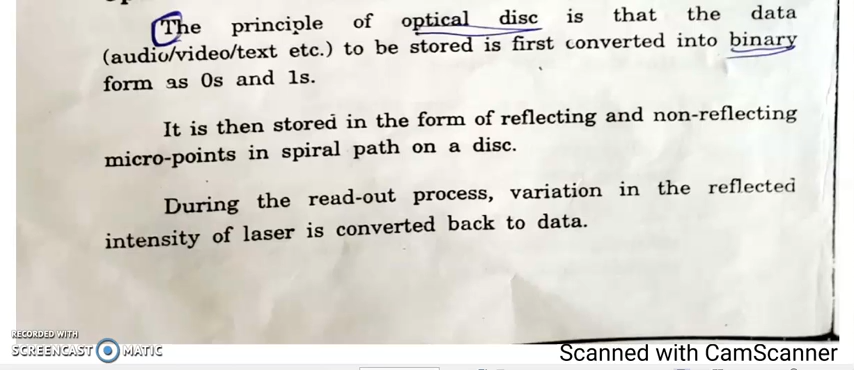 The principle of optical disc is that the data
(audio/video/text etc.) to be stored is first converted into binary
form as 0s and 1s.
It is then stored in the form of reflecting and non-reflecting
micro-points in spiral path on a disc.
During the read-out process, variation in the reflected
intensity of laser is converted back to data.
RECORDED WITH
SCREENCAST MATIC
Scanned with CamScanner